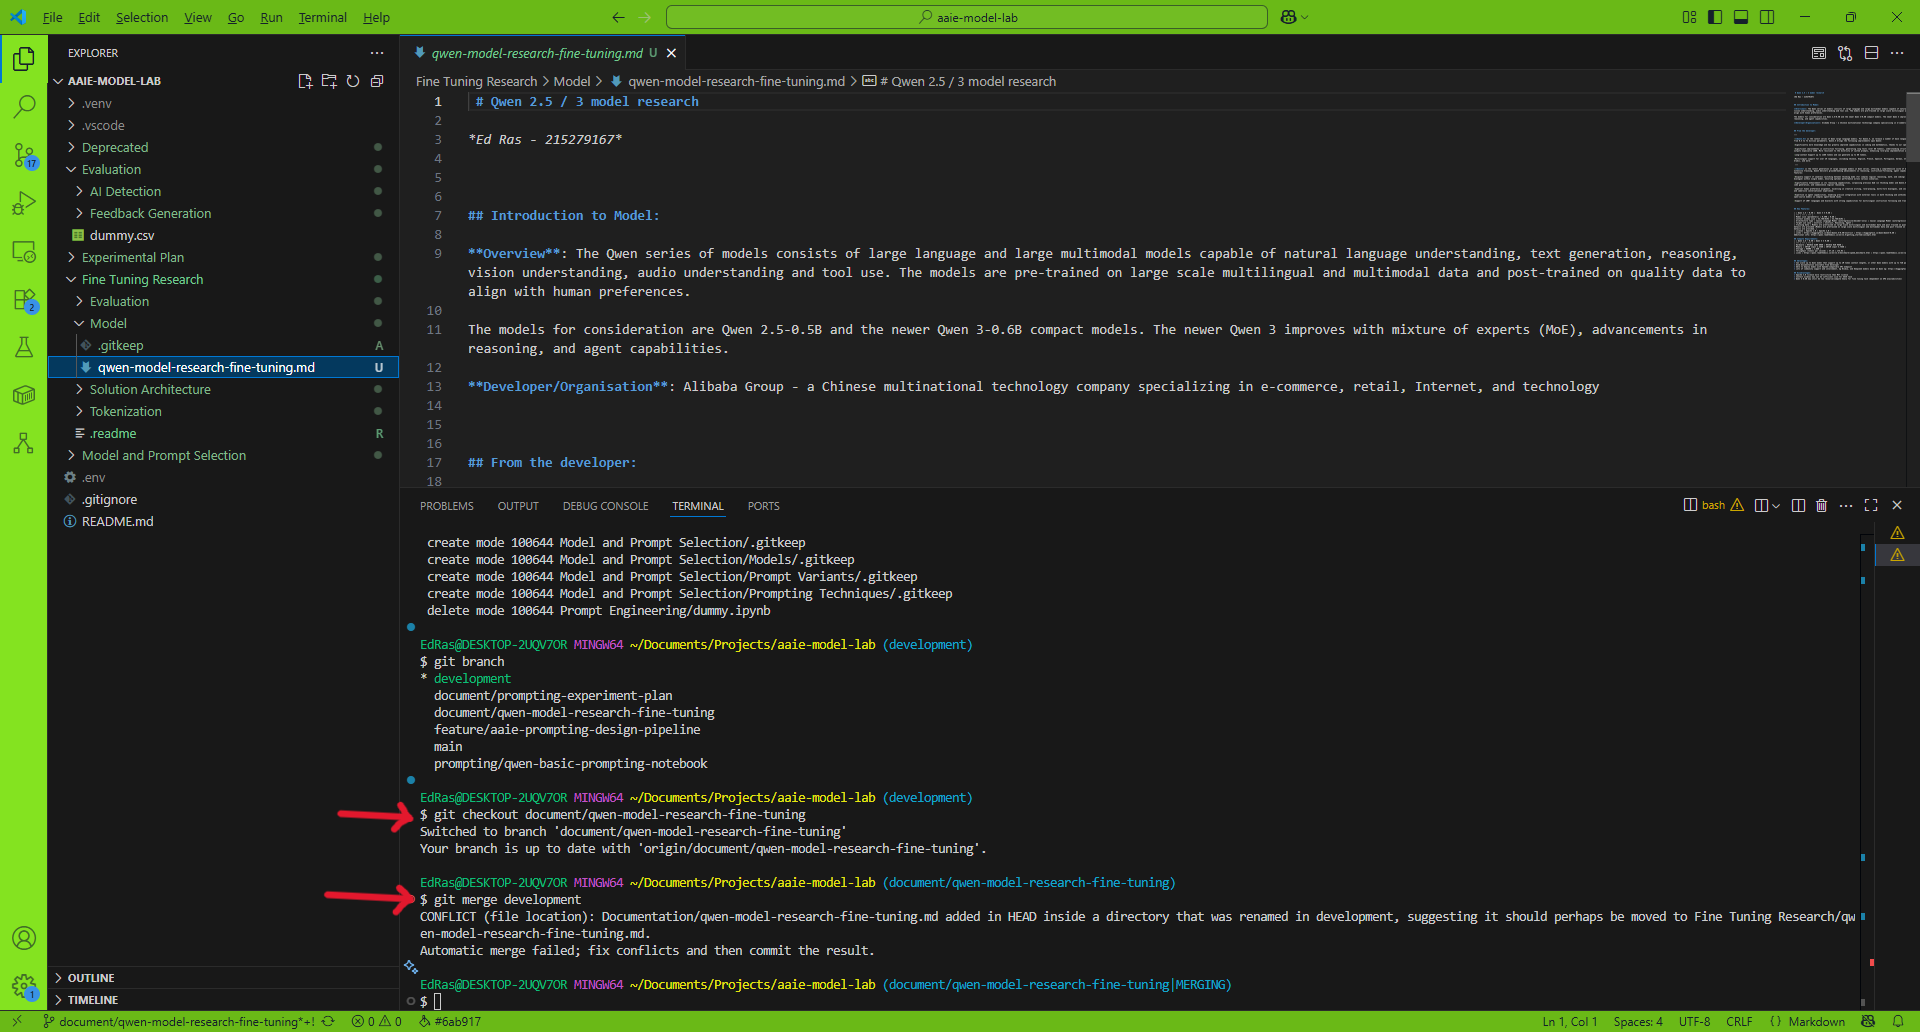 File Edit Selection View Go Run Terminal Help
aaie-model-lab
EXPLORER
AAIE-MODEL-LAB
.venv
.vscode
Deprecated
Evaluation
AI Detection
Feedback Generation
dummy.csv
Experimental Plan
Fine Tuning Research
Evaluation
Model
.gitkeep A
qwen-model-research-fine-tuning.md U
Solution Architecture
Tokenization
.readme R
Model and Prompt Selection
.env
.gitignore
README.md
OUTLINE
TIMELINE
17
2
1
qwen-model-research-fine-tuning.md U
Fine Tuning Research > Model > qwen-model-research-fine-tuning.md > # Qwen 2.5 / 3 model research
1 # Qwen 2.5 / 3 model research
2
3 *Ed Ras - 215279167*
4
5
6
7 ## Introduction to Model:
8
9 **Overview**: The Qwen series of models consists of large language and large multimodal models capable of natural language understanding, text generation, reasoning,
vision understanding, audio understanding and tool use. The models are pre-trained on large scale multilingual and multimodal data and post-trained on quality data to
align with human preferences.
10
11 The models for consideration are Qwen 2.5-0.5B and the newer Qwen 3-0.6B compact models. The newer Qwen 3 improves with mixture of experts (MoE), advancements in
reasoning, and agent capabilities.
12
13 **Developer/Organisation**: Alibaba Group - a Chinese multinational technology company specializing in e-commerce, retail, Internet, and technology
14
15
16
17 ## From the developer:
18
PROBLEMS OUTPUT DEBUG CONSOLE TERMINAL PORTS
bash
create mode 100644 Model and Prompt Selection/.gitkeep
create mode 100644 Model and Prompt Selection/Models/.gitkeep
create mode 100644 Model and Prompt Selection/Prompt Variants/.gitkeep
create mode 100644 Model and Prompt Selection/Prompting Techniques/.gitkeep
delete mode 100644 Prompt Engineering/dummy.ipynb
EdRas@DESKTOP-2UQV7OR MINGW64 ~/Documents/Projects/aaie-model-lab (development)
$ git branch
* development
document/prompting-experiment-plan
document/qwen-model-research-fine-tuning
feature/aaie-prompting-design-pipeline
main
prompting/qwen-basic-prompting-notebook
EdRas@DESKTOP-2UQV7OR MINGW64 ~/Documents/Projects/aaie-model-lab (development)
$ git checkout document/qwen-model-research-fine-tuning
Switched to branch 'document/qwen-model-research-fine-tuning'
Your branch is up to date with 'origin/document/qwen-model-research-fine-tuning'.
EdRas@DESKTOP-2UQV7OR MINGW64 ~/Documents/Projects/aaie-model-lab (document/qwen-model-research-fine-tuning)
$ git merge development
CONFLICT (file location): Documentation/qwen-model-research-fine-tuning.md added in HEAD inside a directory that was renamed in development, suggesting it should perhaps be moved to Fine Tuning Research/qw
en-model-research-fine-tuning.md.
Automatic merge failed; fix conflicts and then commit the result.
EdRas@DESKTOP-2UQV7OR MINGW64 ~/Documents/Projects/aaie-model-lab (document/qwen-model-research-fine-tuning|MERGING)
$
document/qwen-model-research-fine-tuning*+! 0 0 #6ab917
Ln 1, Col 1 Spaces: 4 UTF-8 CRLF {} Markdown